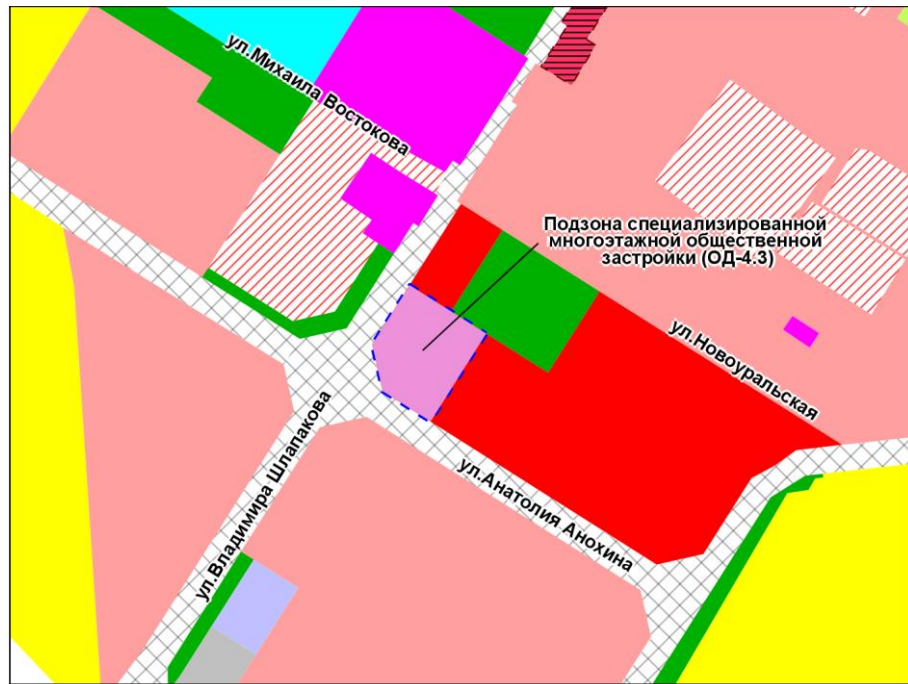 ул.Михаила Востокова
Подзона специализированной
многоэтажной общественной
застройки (ОД-4.3)
ул.Новоуральская
ул.Владимира Шлапакова
ул.Анатолия Анохина